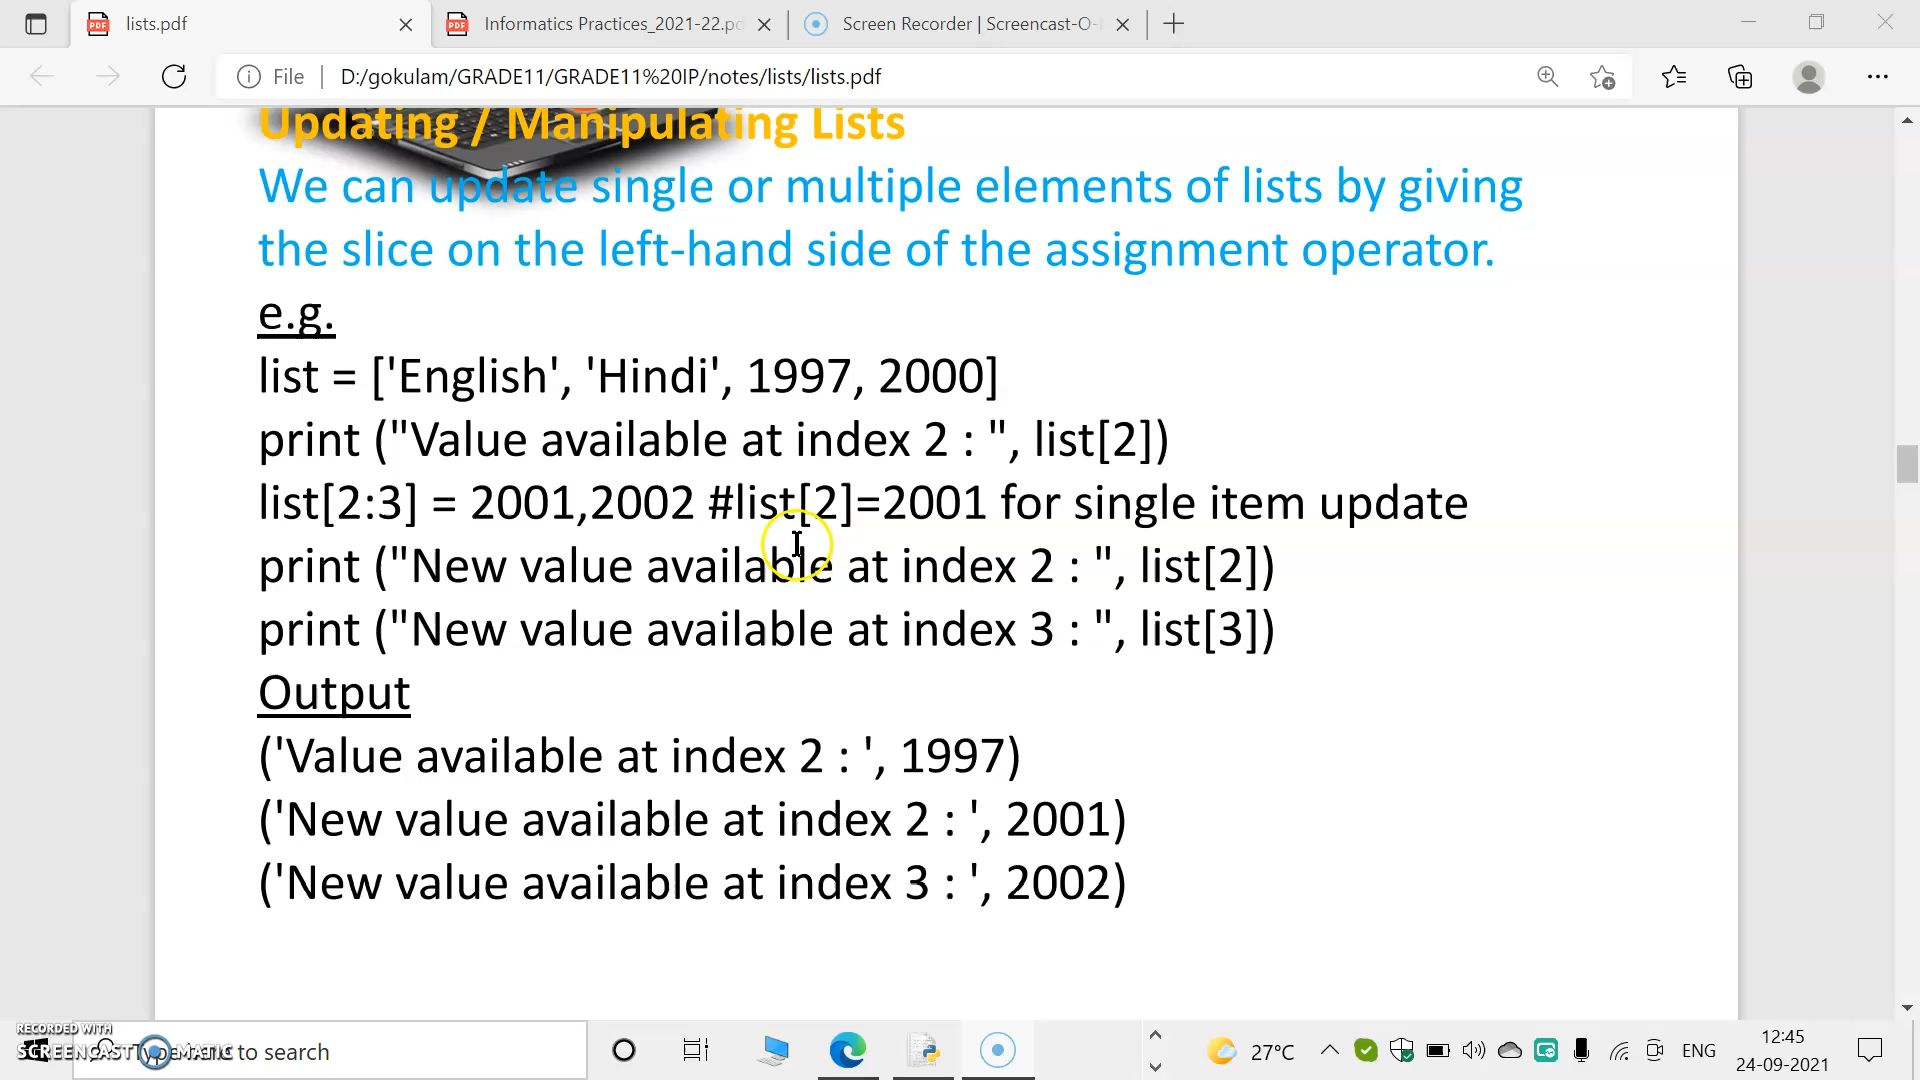 lists.pdf
Informatics Practices_2021-22.pd
Screen Recorder | Screencast-O-
File
D:/gokulam/GRADE11/GRADE11%20IP/notes/lists/lists.pdf
Updating / Manipulating Lists
We can update single or multiple elements of lists by giving
the slice on the left-hand side of the assignment operator.
e.g.
list = ['English', 'Hindi', 1997, 2000]
print ("Value available at index 2 : ", list[2])
list[2:3] = 2001,2002 #list[2]=2001 for single item update
print ("New value available at index 2 : ", list[2])
print ("New value available at index 3 : ", list[3])
Output
('Value available at index 2 : ', 1997)
('New value available at index 2 : ', 2001)
('New value available at index 3 : ', 2002)
RECORDED WITH
SCREENCAST MATIC
to search
27°C
ENG
12:45
24-09-2021